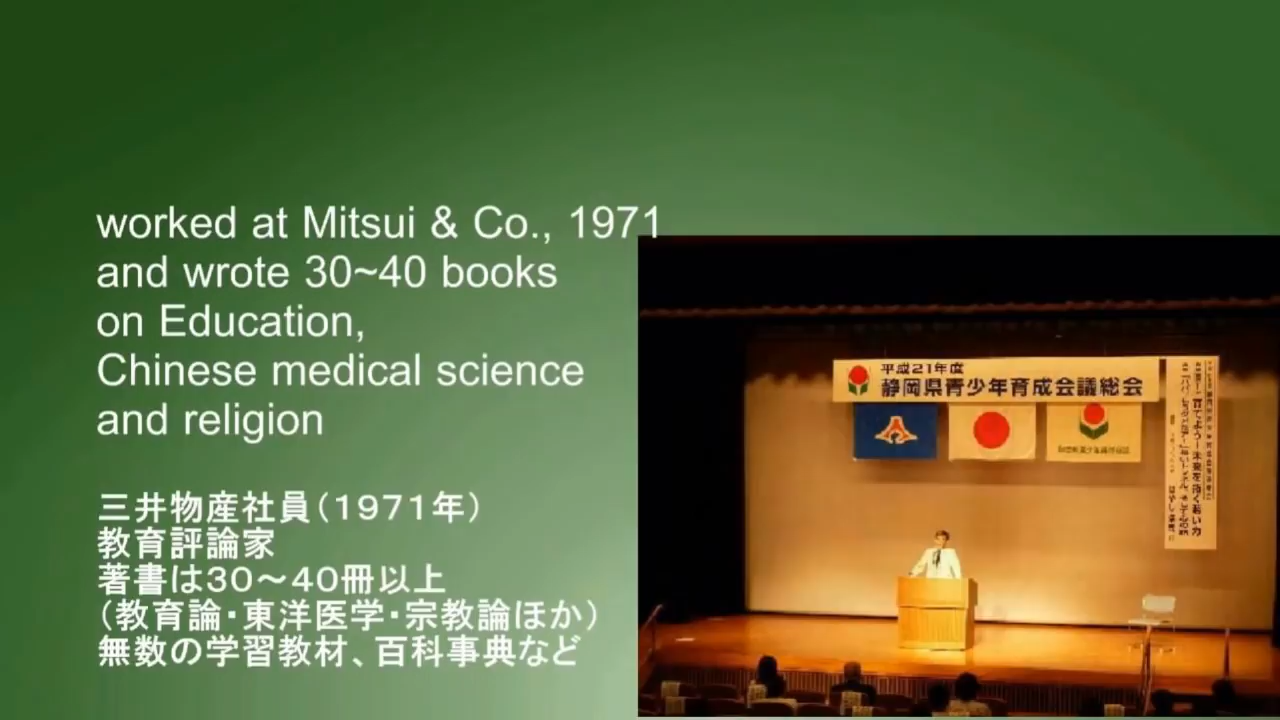 worked at Mitsui & Co., 1971
and wrote 30~40 books
on Education,
Chinese medical science
and religion
三井物産社員（１９７１年）
教育評論家
著書は３０～４０冊以上
（教育論・東洋医学・宗教論ほか）
無数の学習教材、百科事典など
平成21年度
静岡県青少年育成会議総会